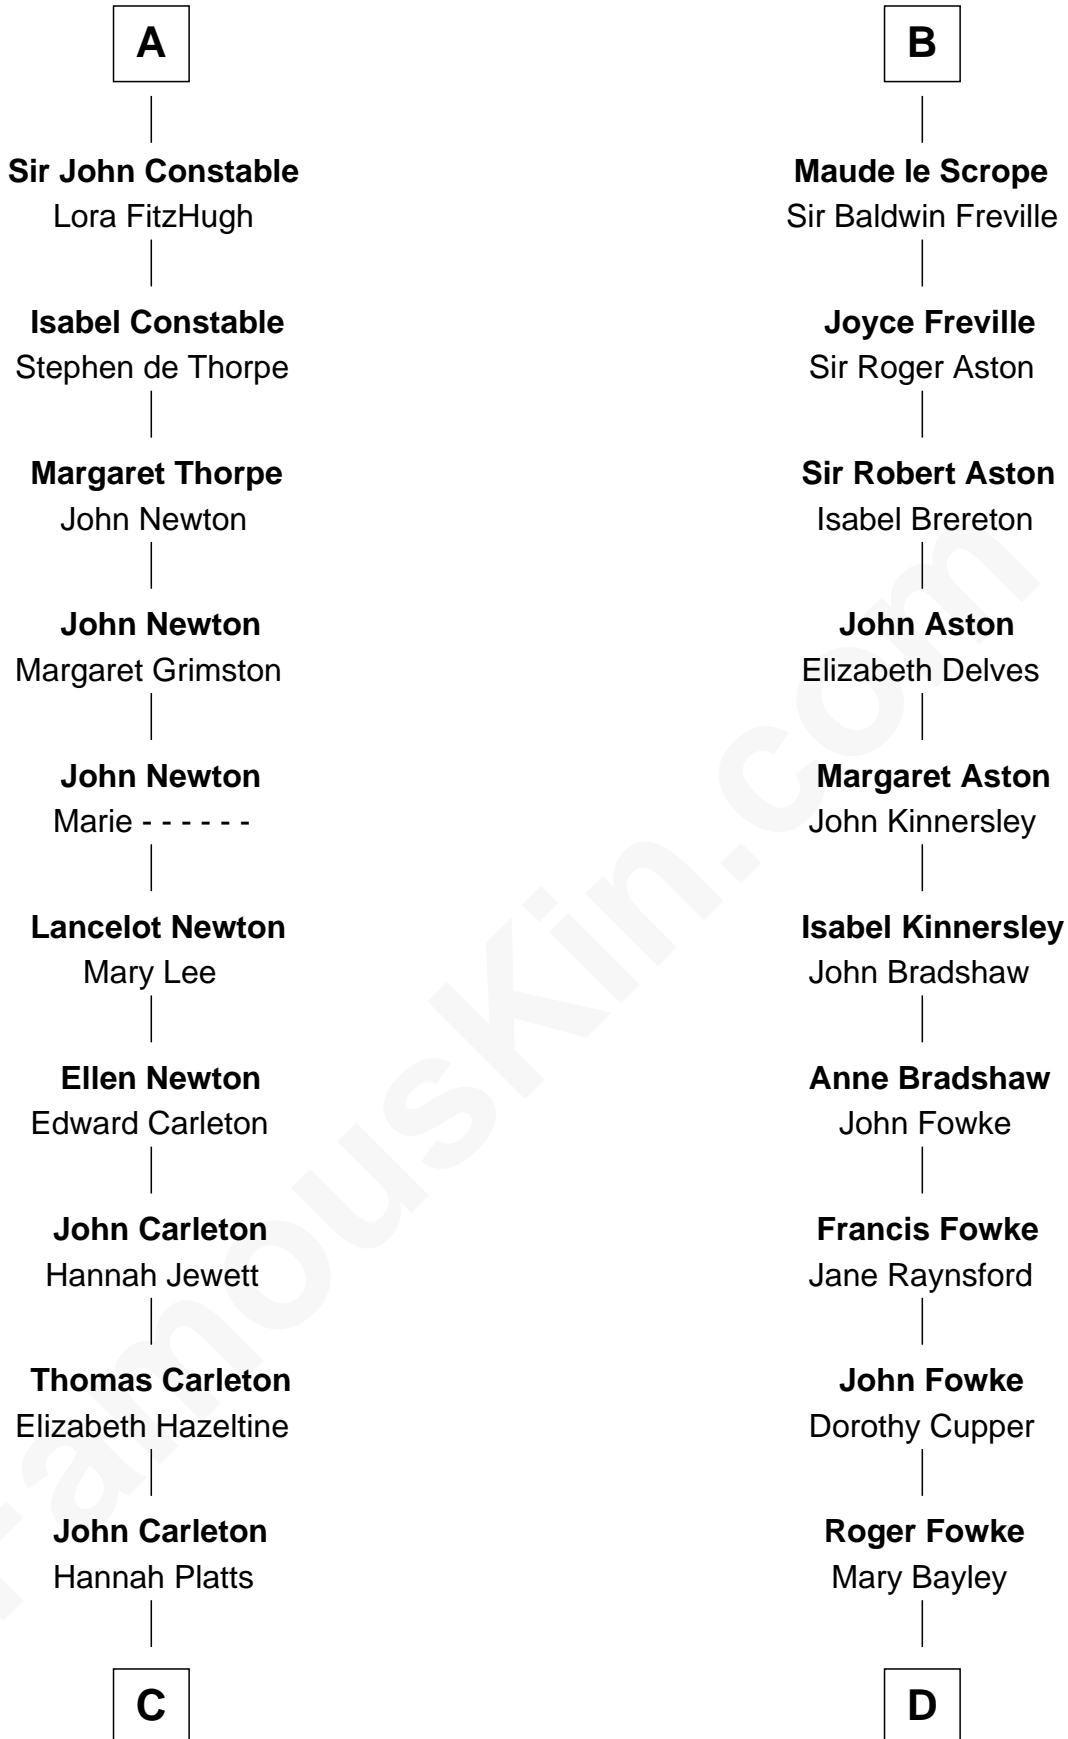 A
Sir John Constable
Lora FitzHugh
Isabel Constable
Stephen de Thorpe
Margaret Thorpe
John Newton
John Newton
Margaret Grimston
John Newton
Marie - - - - - -
Lancelot Newton
Mary Lee
Ellen Newton
Edward Carleton
John Carleton
Hannah Jewett
Thomas Carleton
Elizabeth Hazeltine
John Carleton
Hannah Platts
C
B
Maude le Scrope
Sir Baldwin Freville
Joyce Freville
Sir Roger Aston
Sir Robert Aston
Isabel Brereton
John Aston
Elizabeth Delves
Margaret Aston
John Kinnersley
Isabel Kinnersley
John Bradshaw
Anne Bradshaw
John Fowke
Francis Fowke
Jane Raynsford
John Fowke
Dorothy Cupper
Roger Fowke
Mary Bayley
D
FamousKin.com